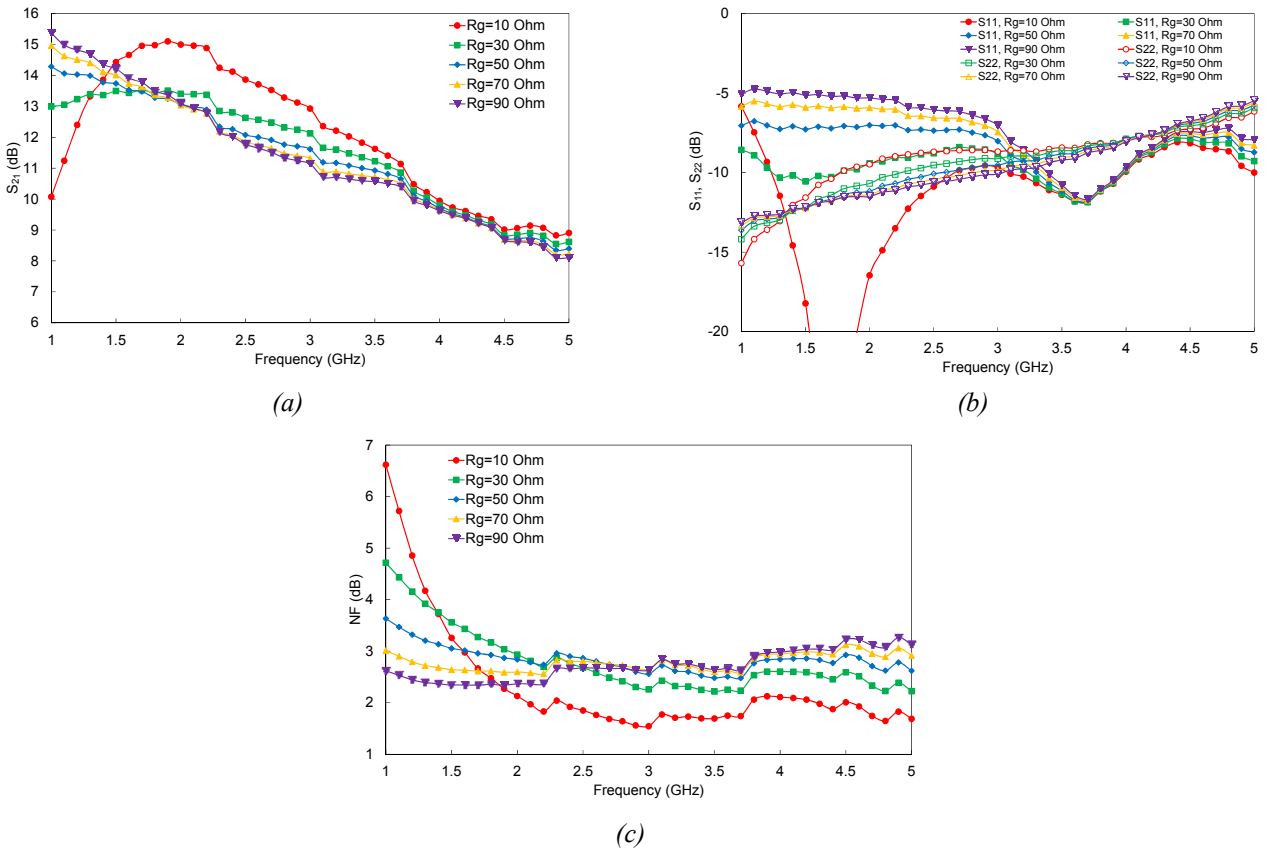 Rg=10 Ohm
Rg=30 Ohm
Rg=50 Ohm
Rg=70 Ohm
Rg=90 Ohm
16
15
14
13
12
11
10
9
8
7
6
S21 (dB)
1
1.5
2
2.5
3
3.5
4
4.5
5
Frequency (GHz)
(a)
S11, Rg=10 Ohm
S11, Rg=30 Ohm
S11, Rg=50 Ohm
S11, Rg=70 Ohm
S11, Rg=90 Ohm
S22, Rg=10 Ohm
S22, Rg=30 Ohm
S22, Rg=50 Ohm
S22, Rg=70 Ohm
S22, Rg=90 Ohm
0
-5
-10
-15
-20
S11, S22 (dB)
1
1.5
2
2.5
3
3.5
4
4.5
5
Frequency (GHz)
(b)
Rg=10 Ohm
Rg=30 Ohm
Rg=50 Ohm
Rg=70 Ohm
Rg=90 Ohm
7
6
5
4
3
2
1
NF (dB)
1
1.5
2
2.5
3
3.5
4
4.5
5
Frequency (GHz)
(c)